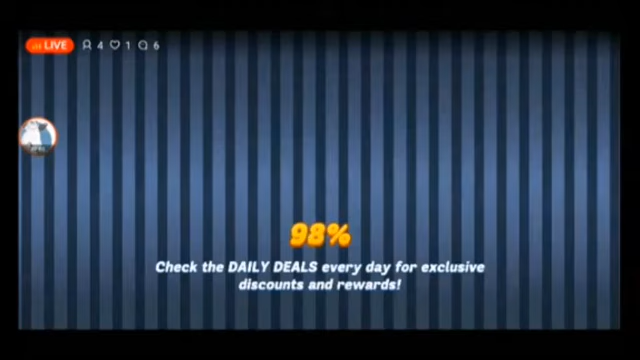 LIVE 4 1 6
98%
Check the DAILY DEALS every day for exclusive
discounts and rewards!